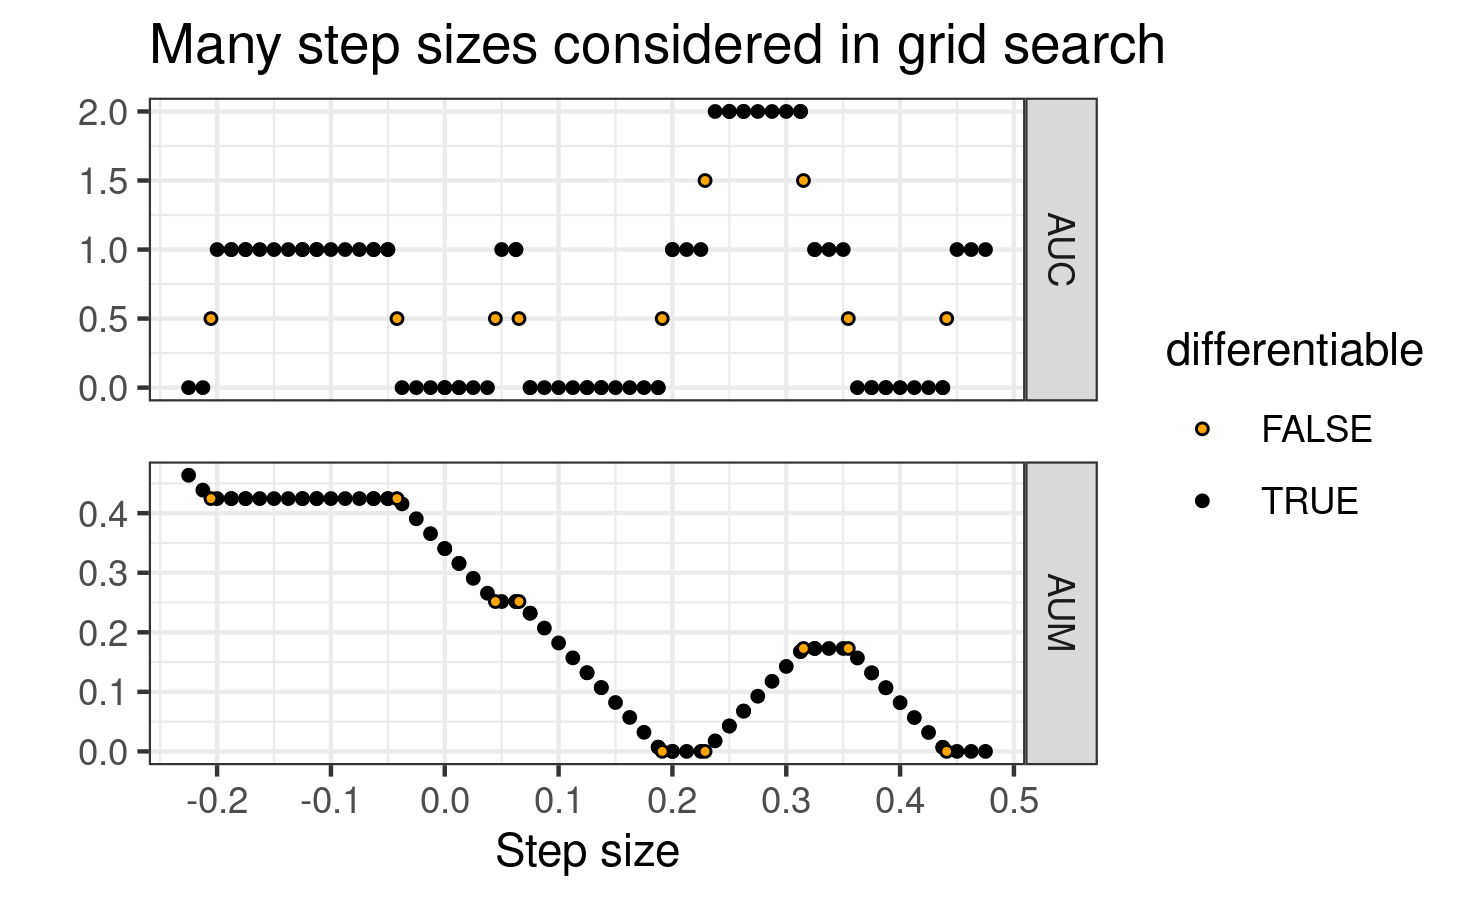 Many step sizes considered in grid search
2.0
1.5
1.0
0.5
0.0
AUC
0.4
0.3
0.2
0.1
0.0
AUM
-0.2 -0.1 0.0 0.1 0.2 0.3 0.4 0.5
Step size
differentiable
FALSE
TRUE